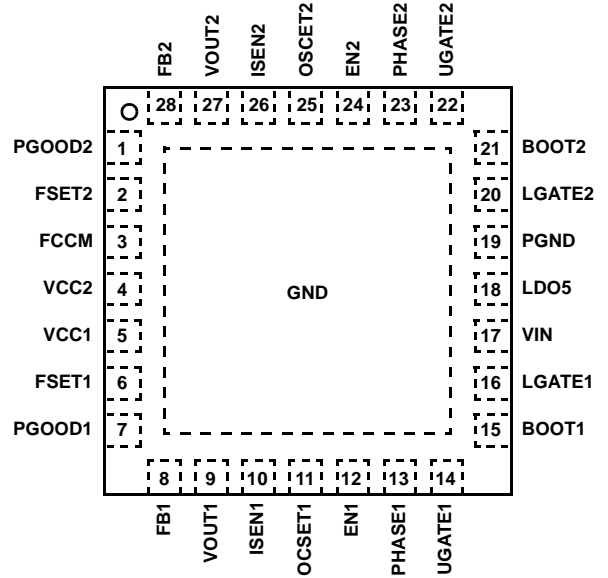 FB2
VOUT2
ISEN2
OSCET2
EN2
PHASE2
UGATE2
28 27 26 25 24 23 22
PGOOD2 1
FSET2 2
FCCM 3
VCC2 4
VCC1 5
FSET1 6
PGOOD1 7
GND
21 BOOT2
20 LGATE2
19 PGND
18 LDO5
17 VIN
16 LGATE1
15 BOOT1
8 9 10 11 12 13 14
FB1
VOUT1
ISEN1
OCSET1
EN1
PHASE1
UGATE1